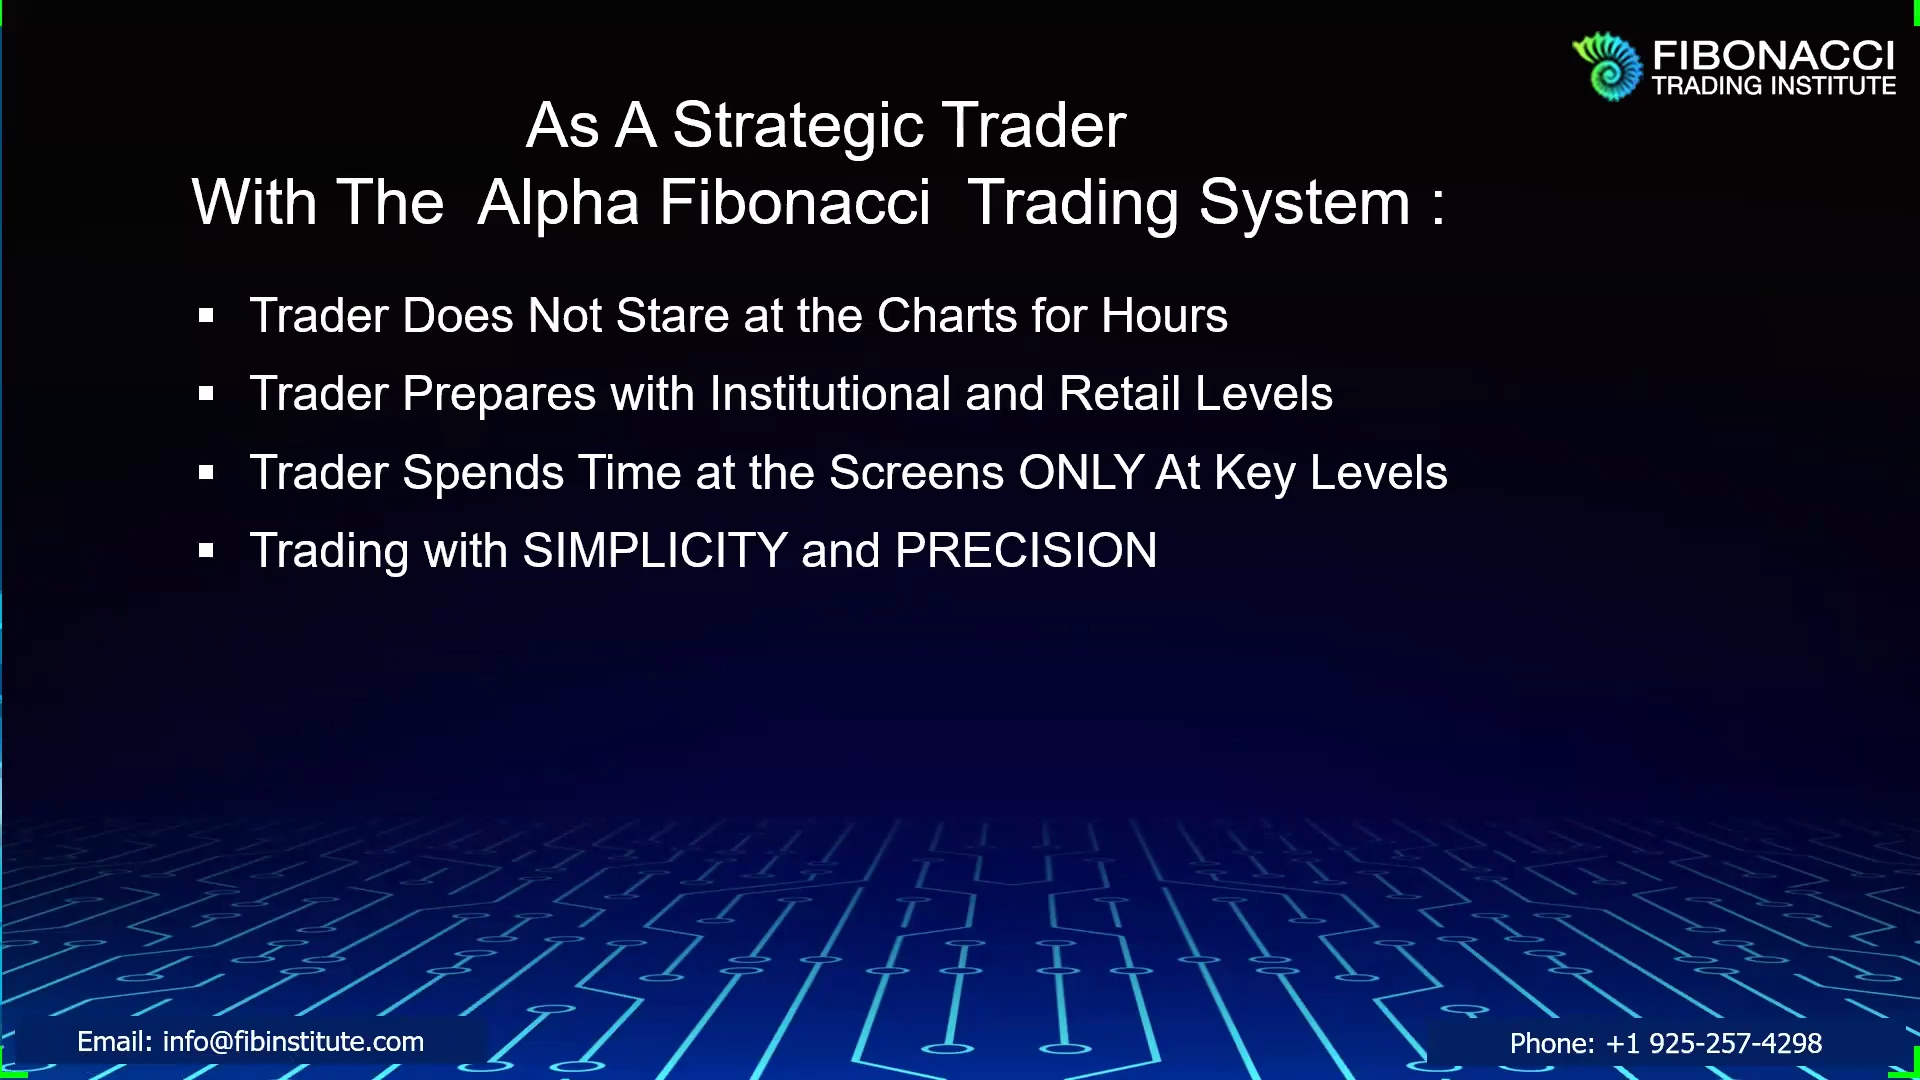 FIBONACCI
TRADING INSTITUTE
As A Strategic Trader
With The Alpha Fibonacci Trading System :
▪ Trader Does Not Stare at the Charts for Hours
▪ Trader Prepares with Institutional and Retail Levels
▪ Trader Spends Time at the Screens ONLY At Key Levels
▪ Trading with SIMPLICITY and PRECISION
Email: info@fibinstitute.com
Phone: +1 925-257-4298